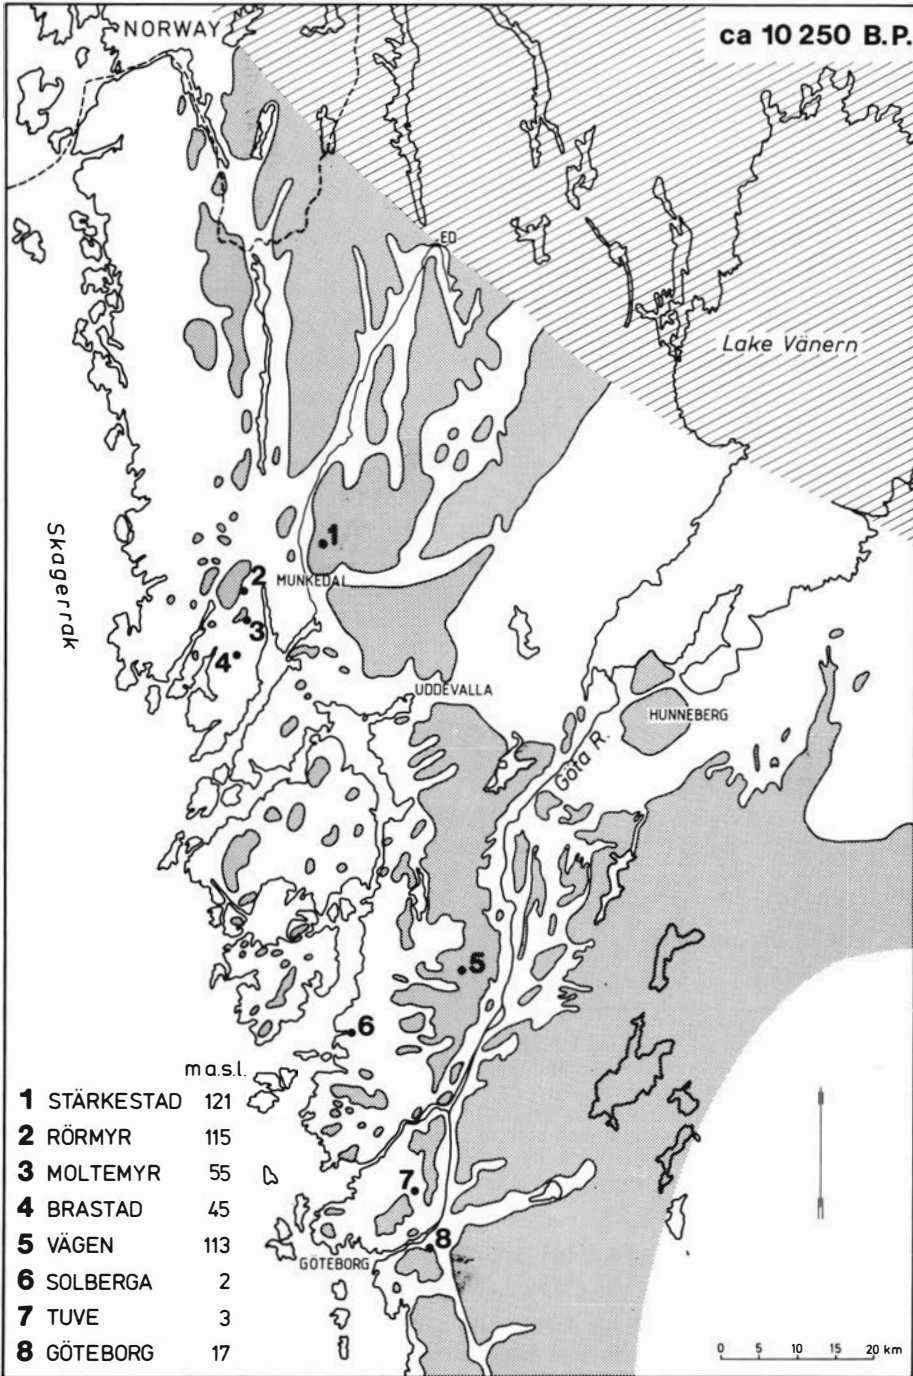 NORWAY
ca 10 250 B.P.
ED
Lake Vänern
Skagerrak
1
MUNKEDAL
2
3
4
UDDEVALLA
HUNNEBERG
Göta R.
5
6
7
8
GÖTEBORG
m a.s.l.
1 STÄRKESTAD 121
2 RÖRMYR 115
3 MOLTEMYR 55
4 BRASTAD 45
5 VÄGEN 113
6 SOLBERGA 2
7 TUVE 3
8 GÖTEBORG 17
0 5 10 15 20 km